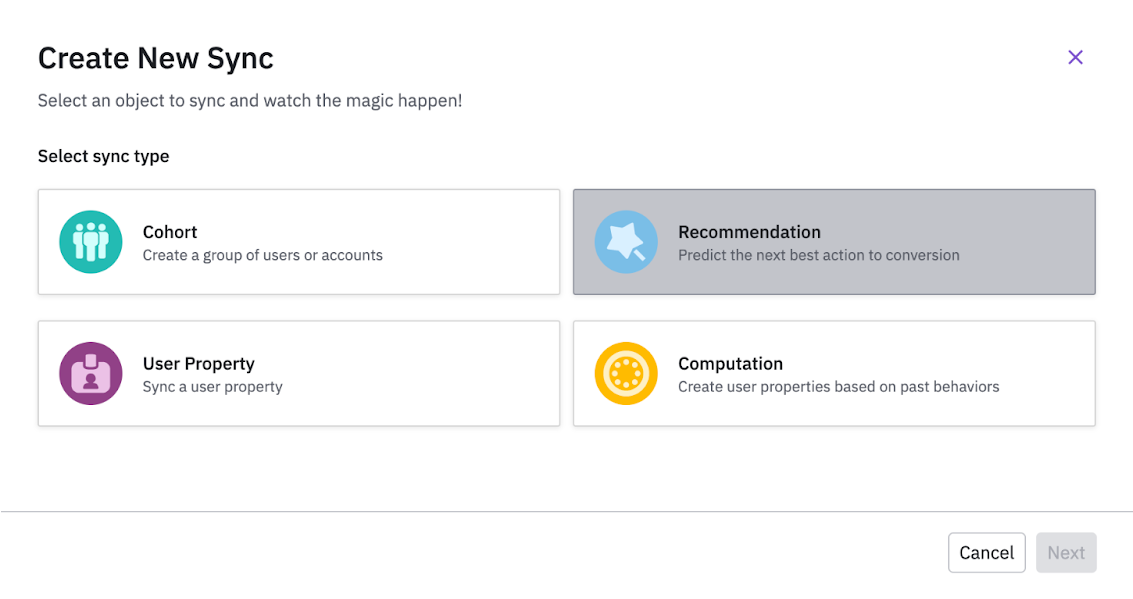 Create New Sync
Select an object to sync and watch the magic happen!
Select sync type
Cohort
Create a group of users or accounts
Recommendation
Predict the next best action to conversion
User Property
Sync a user property
Computation
Create user properties based on past behaviors
Cancel
Next